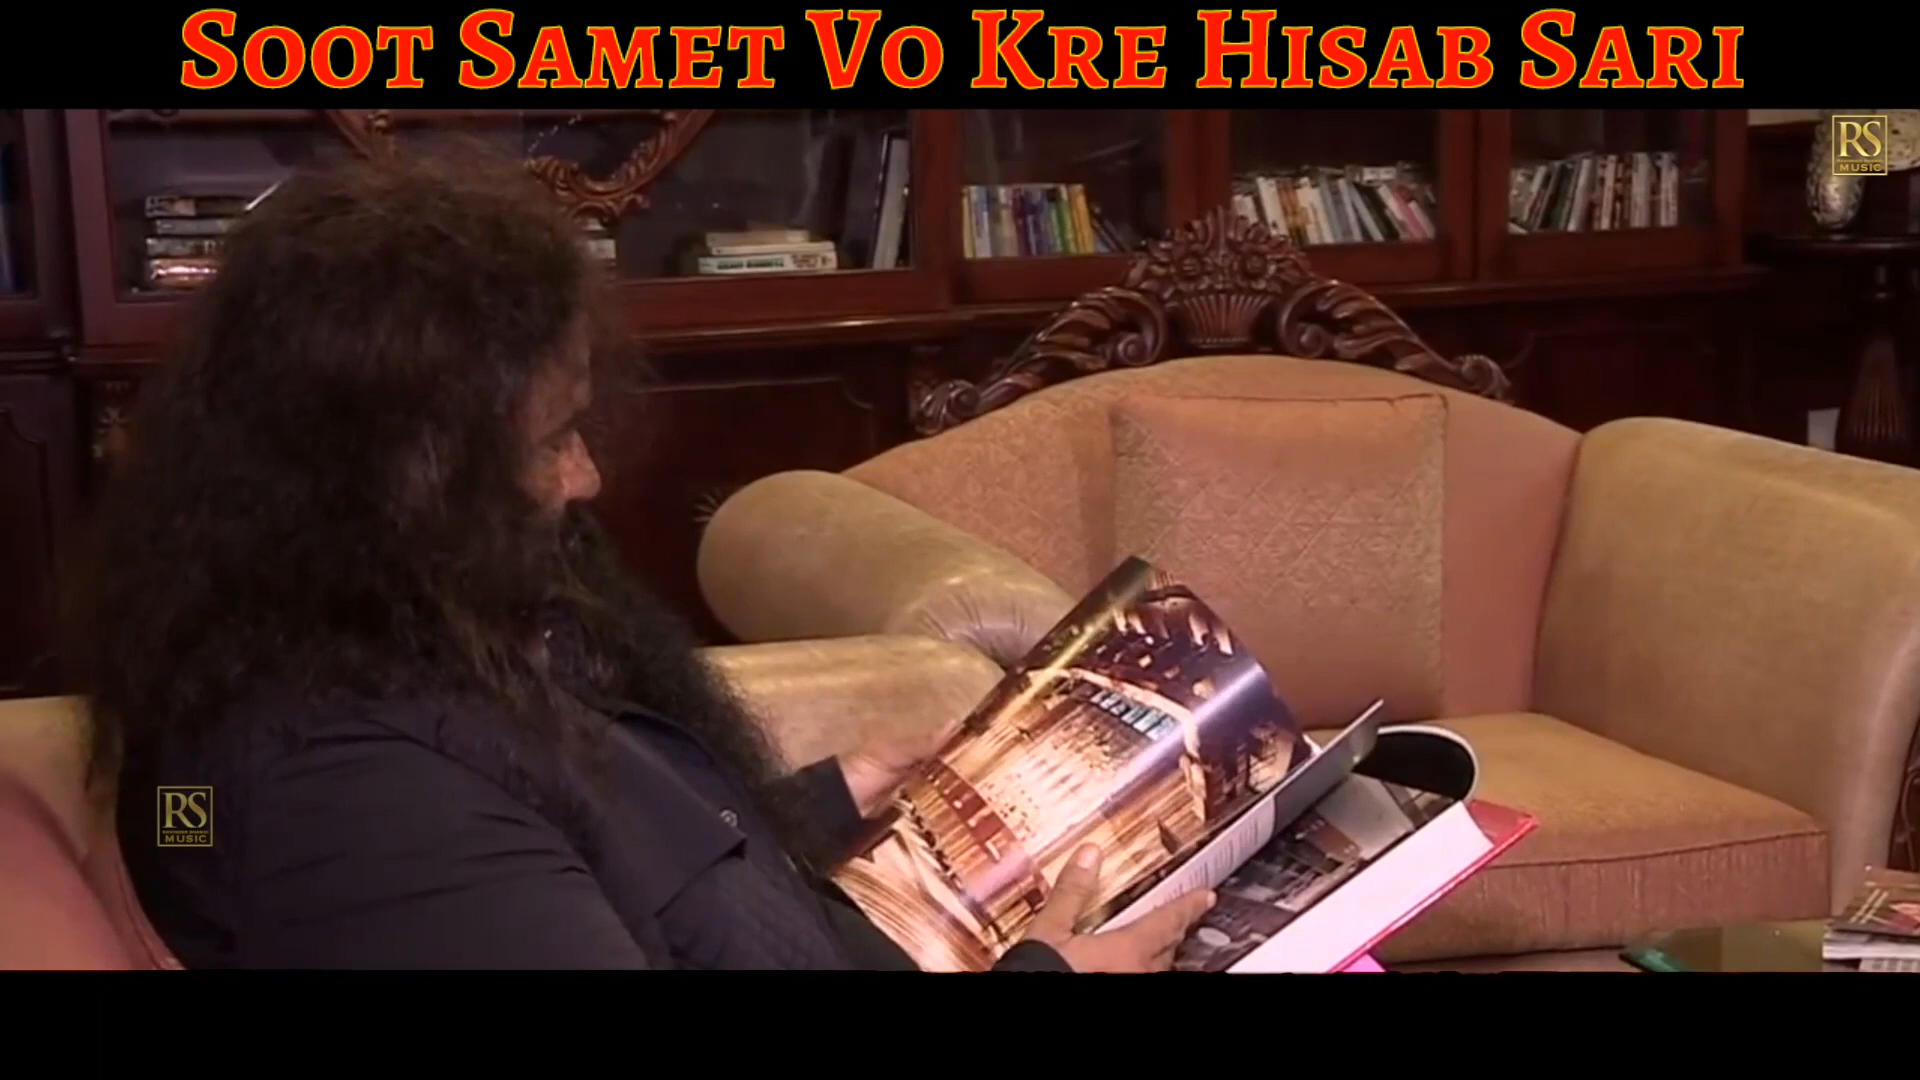 Soot Samet Vo Kre Hisab Sari
RS
MUSIC
RS
MUSIC